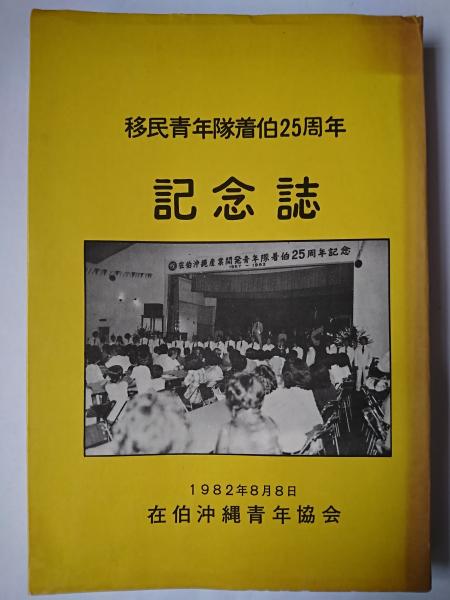 移民青年隊着伯25周年
記念誌
在伯沖縄産業開発青年隊着伯25周年記念
1957 ~ 1982
1982年8月8日
在伯沖縄青年協会